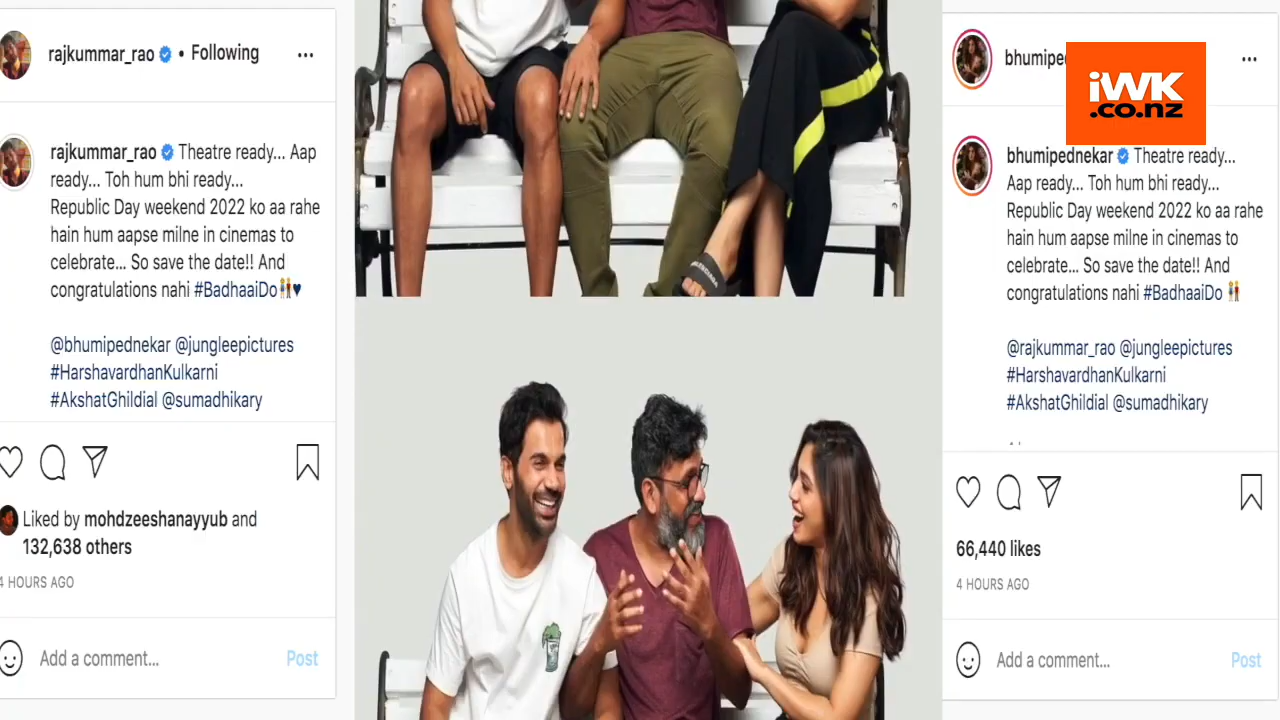 rajkummar_rao • Following
rajkummar_rao Theatre ready... Aap
ready... Toh hum bhi ready...
Republic Day weekend 2022 ko aa rahe
hain hum aapse milne in cinemas to
celebrate... So save the date!! And
congratulations nahi #BadhaaiDo
@bhumipednekar @jungleepictures
#HarshavardhanKulkarni
#AkshatGhildial @sumadhikary
Liked by mohdzeeshanayyub and
132,638 others
4 HOURS AGO
Add a comment... Post
BALENCIAGA
bhumiped
iWK
.co.nz
bhumipednekar Theatre ready...
Aap ready... Toh hum bhi ready...
Republic Day weekend 2022 ko aa rahe
hain hum aapse milne in cinemas to
celebrate... So save the date!! And
congratulations nahi #BadhaaiDo
@rajkummar_rao @jungleepictures
#HarshavardhanKulkarni
#AkshatGhildial @sumadhikary
66,440 likes
4 HOURS AGO
Add a comment... Post